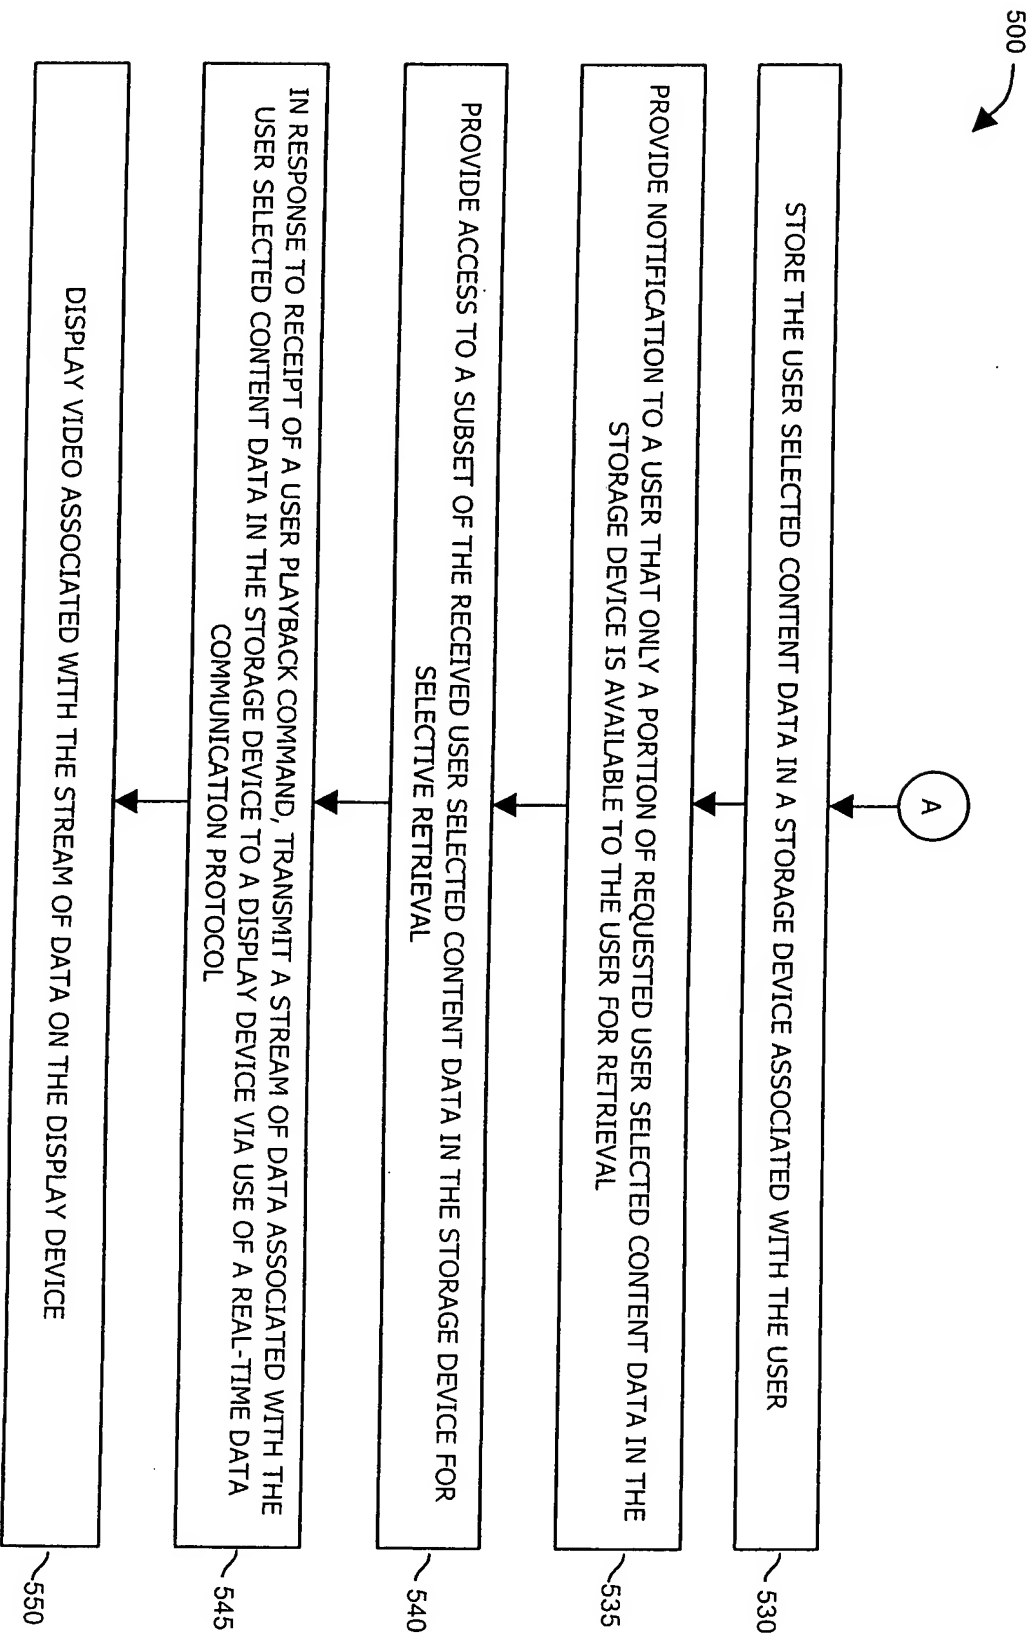 500
A
STORE THE USER SELECTED CONTENT DATA IN A STORAGE DEVICE ASSOCIATED WITH THE USER
530
PROVIDE NOTIFICATION TO A USER THAT ONLY A PORTION OF REQUESTED USER SELECTED CONTENT DATA IN THE
STORAGE DEVICE IS AVAILABLE TO THE USER FOR RETRIEVAL
535
PROVIDE ACCESS TO A SUBSET OF THE RECEIVED USER SELECTED CONTENT DATA IN THE STORAGE DEVICE FOR
SELECTIVE RETRIEVAL
540
IN RESPONSE TO RECEIPT OF A USER PLAYBACK COMMAND, TRANSMIT A STREAM OF DATA ASSOCIATED WITH THE
USER SELECTED CONTENT DATA IN THE STORAGE DEVICE TO A DISPLAY DEVICE VIA USE OF A REAL-TIME DATA
COMMUNICATION PROTOCOL
545
DISPLAY VIDEO ASSOCIATED WITH THE STREAM OF DATA ON THE DISPLAY DEVICE
550